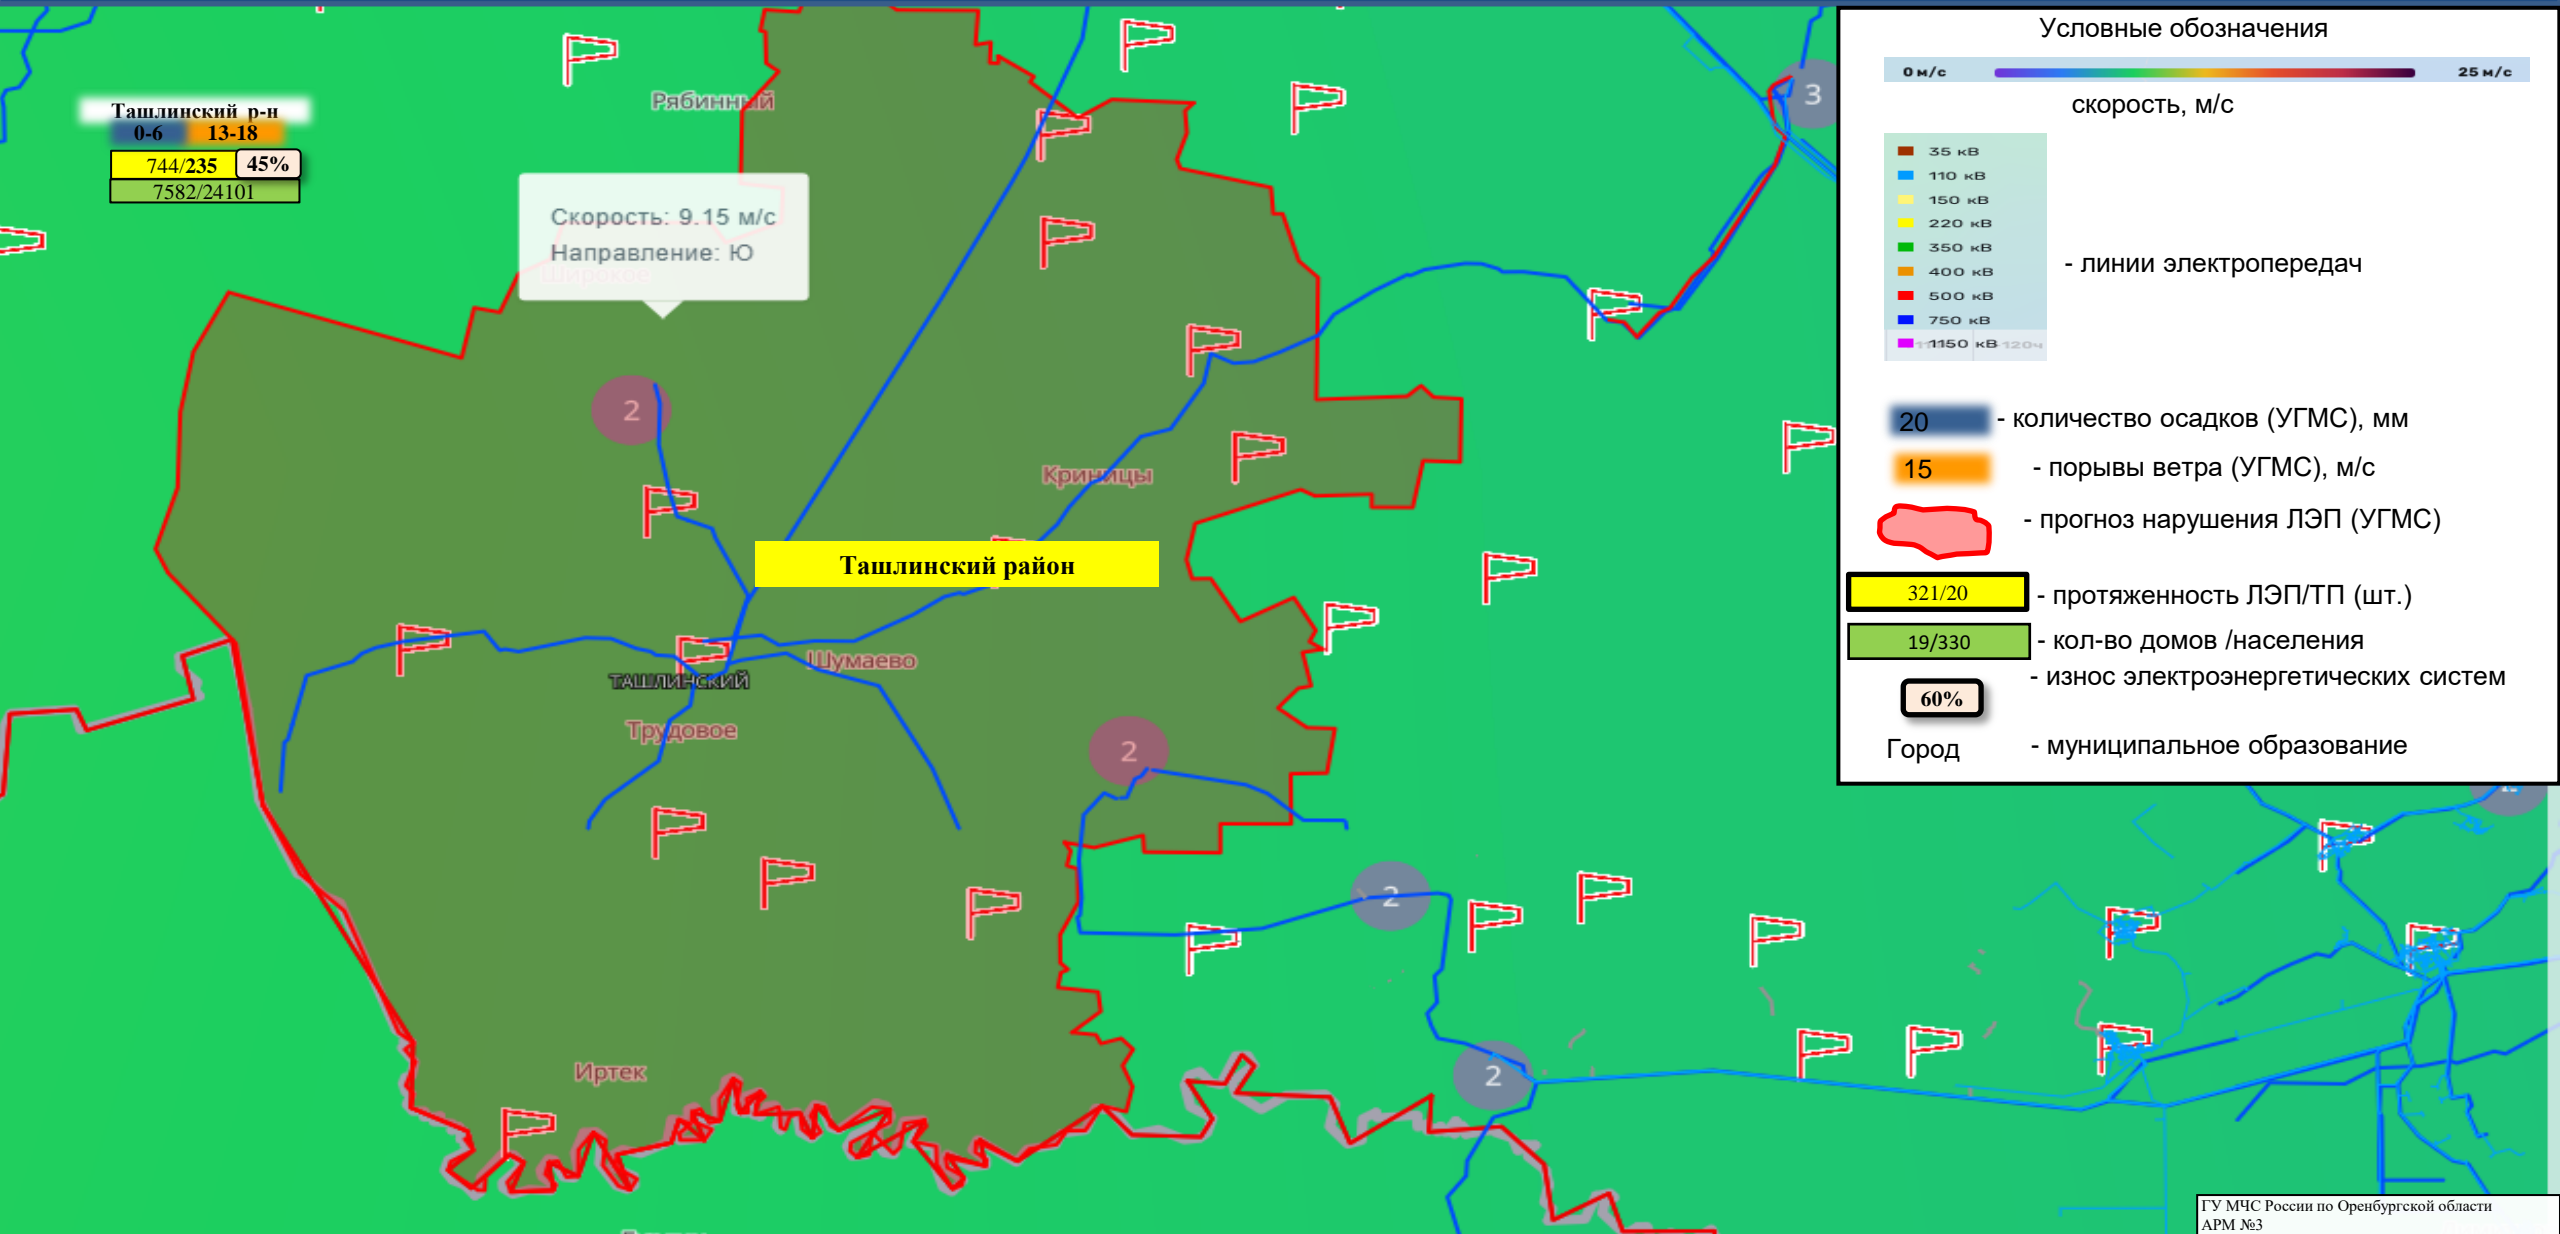 Ташлинский р-н
0-6 13-18
744/235 45%
7582/24101
Рябинный
Скорость: 9.15 м/с
Направление: Ю
Широкое
2
Криницы
Ташлинский район
Шумаево
ТАШЛИНСКИЙ
Трудовое
2
2
2
Иртек
3
Условные обозначения
0 м/с 25 м/с
скорость, м/с
35 кВ
110 кВ
150 кВ
220 кВ
350 кВ
400 кВ
500 кВ
750 кВ
1150 кВ 120ч
- линии электропередач
20 - количество осадков (УГМС), мм
15 - порывы ветра (УГМС), м/с
- прогноз нарушения ЛЭП (УГМС)
321/20 - протяженность ЛЭП/ТП (шт.)
19/330 - кол-во домов /населения
60% - износ электроэнергетических систем
Город - муниципальное образование
ГУ МЧС России по Оренбургской области
АРМ №3